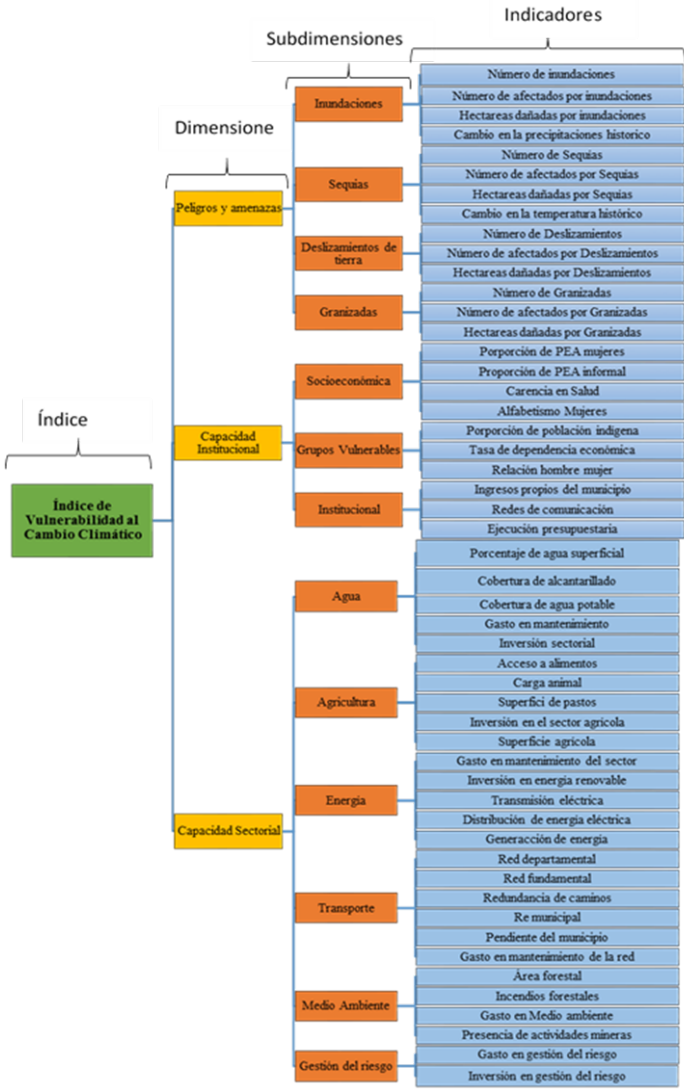 Indicadores
Subdimensiones
Dimensione
Índice
Índice de
Vulnerabilidad al
Cambio Climático
Peligros y amenazas
Inundaciones
Número de inundaciones
Número de afectados por inundaciones
Hectareas dañadas por inundaciones
Cambio en la precipitaciones historico
Sequias
Número de Sequias
Número de afectados por Sequias
Hectareas dañadas por Sequias
Cambio en la temperatura histórico
Deslizamientos de
tierra
Número de Deslizamientos
Número de afectados por Deslizamientos
Hectareas dañadas por Deslizamientos
Granizadas
Número de Granizadas
Número de afectados por Granizadas
Hectareas dañadas por Granizadas
Capacidad
Institucional
Socioeconómica
Porporción de PEA mujeres
Proporción de PEA informal
Carencia en Salud
Alfabetismo Mujeres
Grupos Vulnerables
Porporción de población indígena
Tasa de dependencia económica
Relación hombre mujer
Institucional
Ingresos propios del municipio
Redes de comunicación
Ejecución presupuestaria
Capacidad Sectorial
Agua
Porcentaje de agua superficial
Cobertura de alcantarillado
Cobertura de agua potable
Gasto en mantenimiento
Inversión sectorial
Agricultura
Acceso a alimentos
Carga animal
Superfici de pastos
Inversión en el sector agrícola
Superficie agrícola
Energía
Gasto en mantenimiento del sector
Inversión en energía renovable
Transmisión eléctrica
Distribución de energía eléctrica
Generacción de energía
Transporte
Red departamental
Red fundamental
Redundancia de caminos
Re municipal
Pendiente del municipio
Gasto en mantenimiento de la red
Medio Ambiente
Área forestal
Incendios forestales
Gasto en Medio ambiente
Presencia de actividades mineras
Gestión del riesgo
Gasto en gestión del riesgo
Inversión en gestión del riesgo